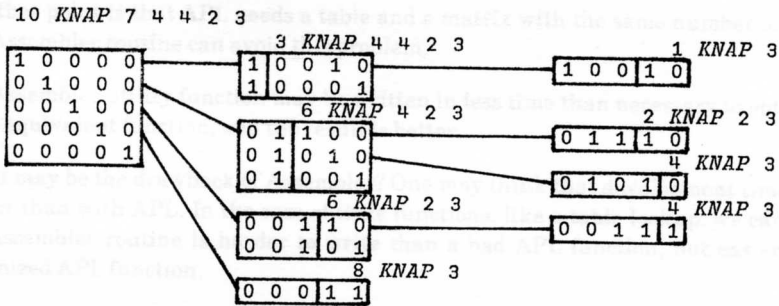 10 KNAP 7 4 4 2 3
1 0 0 0 0
0 1 0 0 0
0 0 1 0 0
0 0 0 1 0
0 0 0 0 1
3 KNAP 4 4 2 3
1 0 0 1 0
1 0 0 0 1
6 KNAP 4 2 3
0 1 1 0 0
0 1 0 1 0
0 1 0 0 1
6 KNAP 2 3
0 0 1 1 0
0 0 1 0 1
8 KNAP 3
0 0 0 1 1
1 KNAP 3
1 0 0 1 0
2 KNAP 2 3
0 1 1 1 0
4 KNAP 3
0 1 0 1 0
4 KNAP 3
0 0 1 1 1